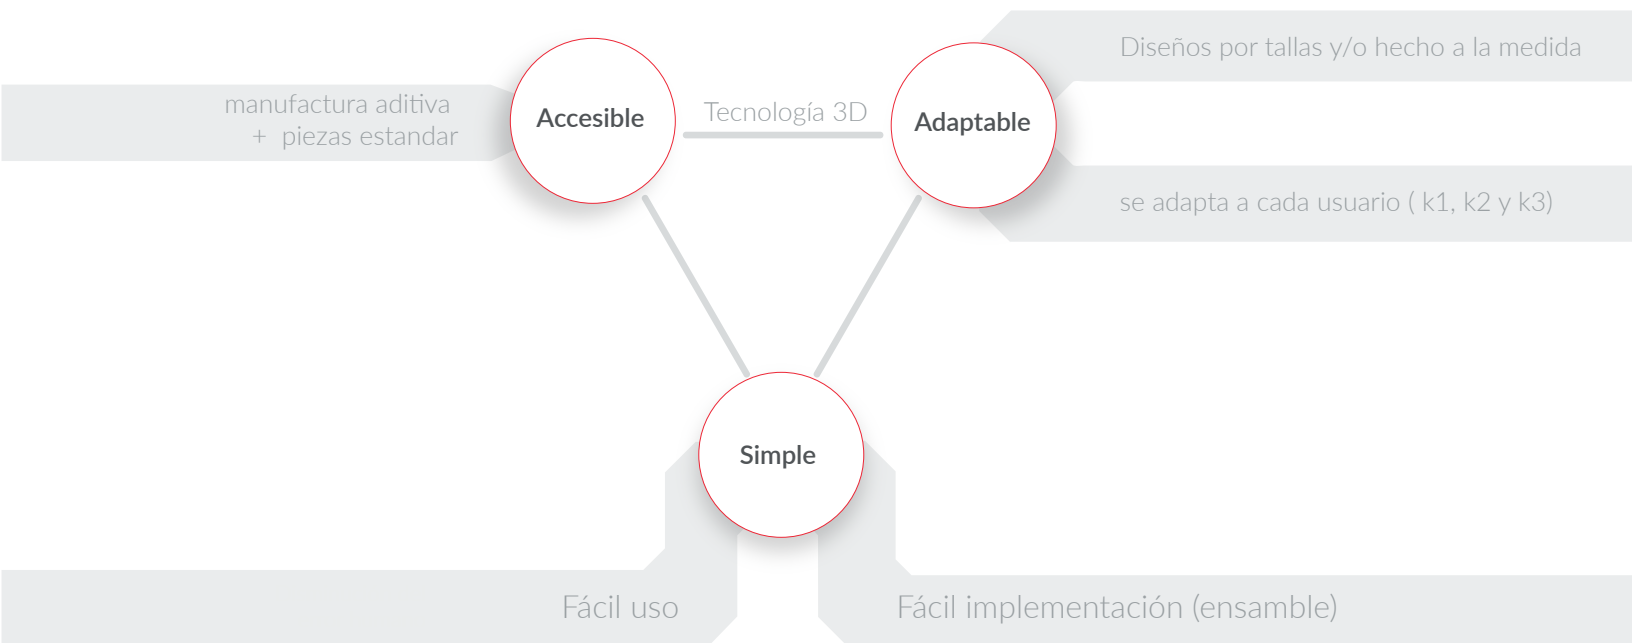 Diseños por tallas y/o hecho a la medida
manufactura aditiva
+ piezas estandar
Accesible
Tecnología 3D
Adaptable
se adapta a cada usuario ( k1, k2 y k3)
Simple
Fácil uso
Fácil implementación (ensamble)